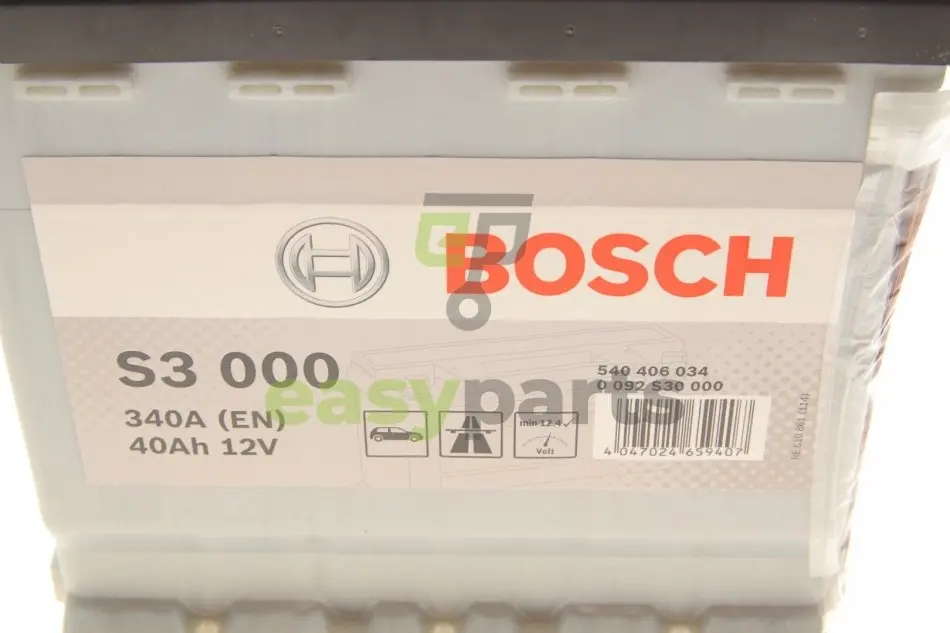 BOSCH
S3 000
340A (EN)
40Ah 12V
min 12.4 ✓
Volt
540 406 034
0 092 S30 000
4 047024 659407
easyparts